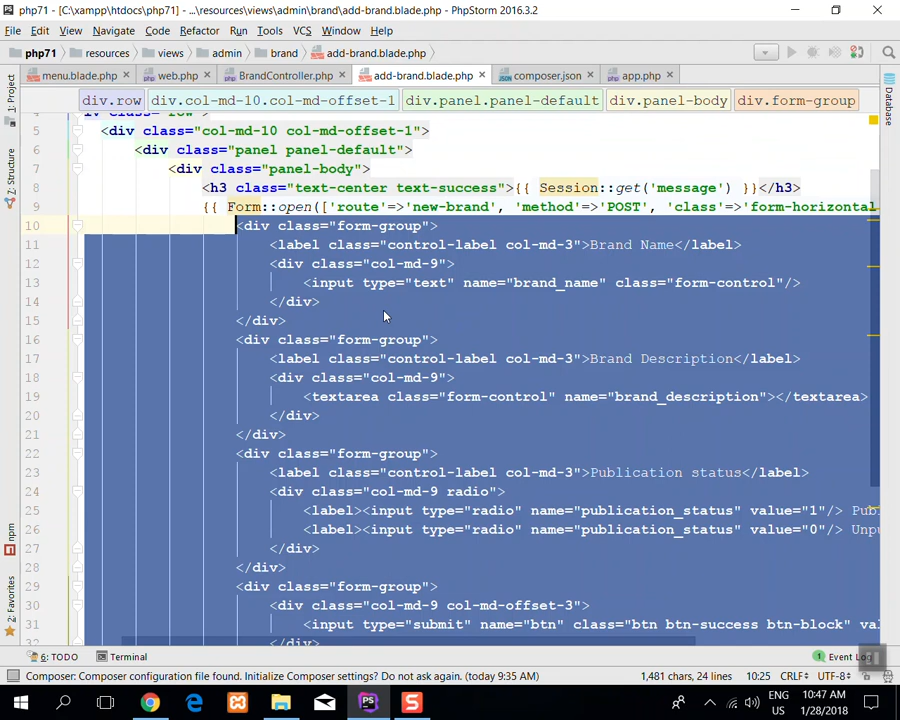 php71 - [C:\xampp\htdocs\php71] - ...\resources\views\admin\brand\add-brand.blade.php - PhpStorm 2016.3.2
File Edit View Navigate Code Refactor Run Tools VCS Window Help
php71 resources views admin brand add-brand.blade.php
menu.blade.php web.php BrandController.php add-brand.blade.php composer.json app.php
div.row div.col-md-10.col-md-offset-1 div.panel.panel-default div.panel-body div.form-group
5 <div class="col-md-10 col-md-offset-1">
6 <div class="panel panel-default">
7 <div class="panel-body">
8 <h3 class="text-center text-success">{{ Session::get('message') }}</h3>
9 {{ Form::open(['route'=>'new-brand', 'method'=>'POST', 'class'=>'form-horizontal
10 <div class="form-group">
11 <label class="control-label col-md-3">Brand Name</label>
12 <div class="col-md-9">
13 <input type="text" name="brand_name" class="form-control"/>
14 </div>
15 </div>
16 <div class="form-group">
17 <label class="control-label col-md-3">Brand Description</label>
18 <div class="col-md-9">
19 <textarea class="form-control" name="brand_description"></textarea>
20 </div>
21 </div>
22 <div class="form-group">
23 <label class="control-label col-md-3">Publication status</label>
24 <div class="col-md-9 radio">
25 <label><input type="radio" name="publication_status" value="1"/> Pub
26 <label><input type="radio" name="publication_status" value="0"/> Unp
27 </div>
28 </div>
29 <div class="form-group">
30 <div class="col-md-9 col-md-offset-3">
31 <input type="submit" name="btn" class="btn btn-success btn-block" val
32 </div>
1: Project
7: Structure
npm
2: Favorites
Database
6: TODO Terminal 1 Event Log
Composer: Composer configuration file found. Initialize Composer settings? Do not ask again. (today 9:35 AM) 1,481 chars, 24 lines 10:25 CRLF÷ UTF-8÷
ENG 10:47 AM
US 1/28/2018